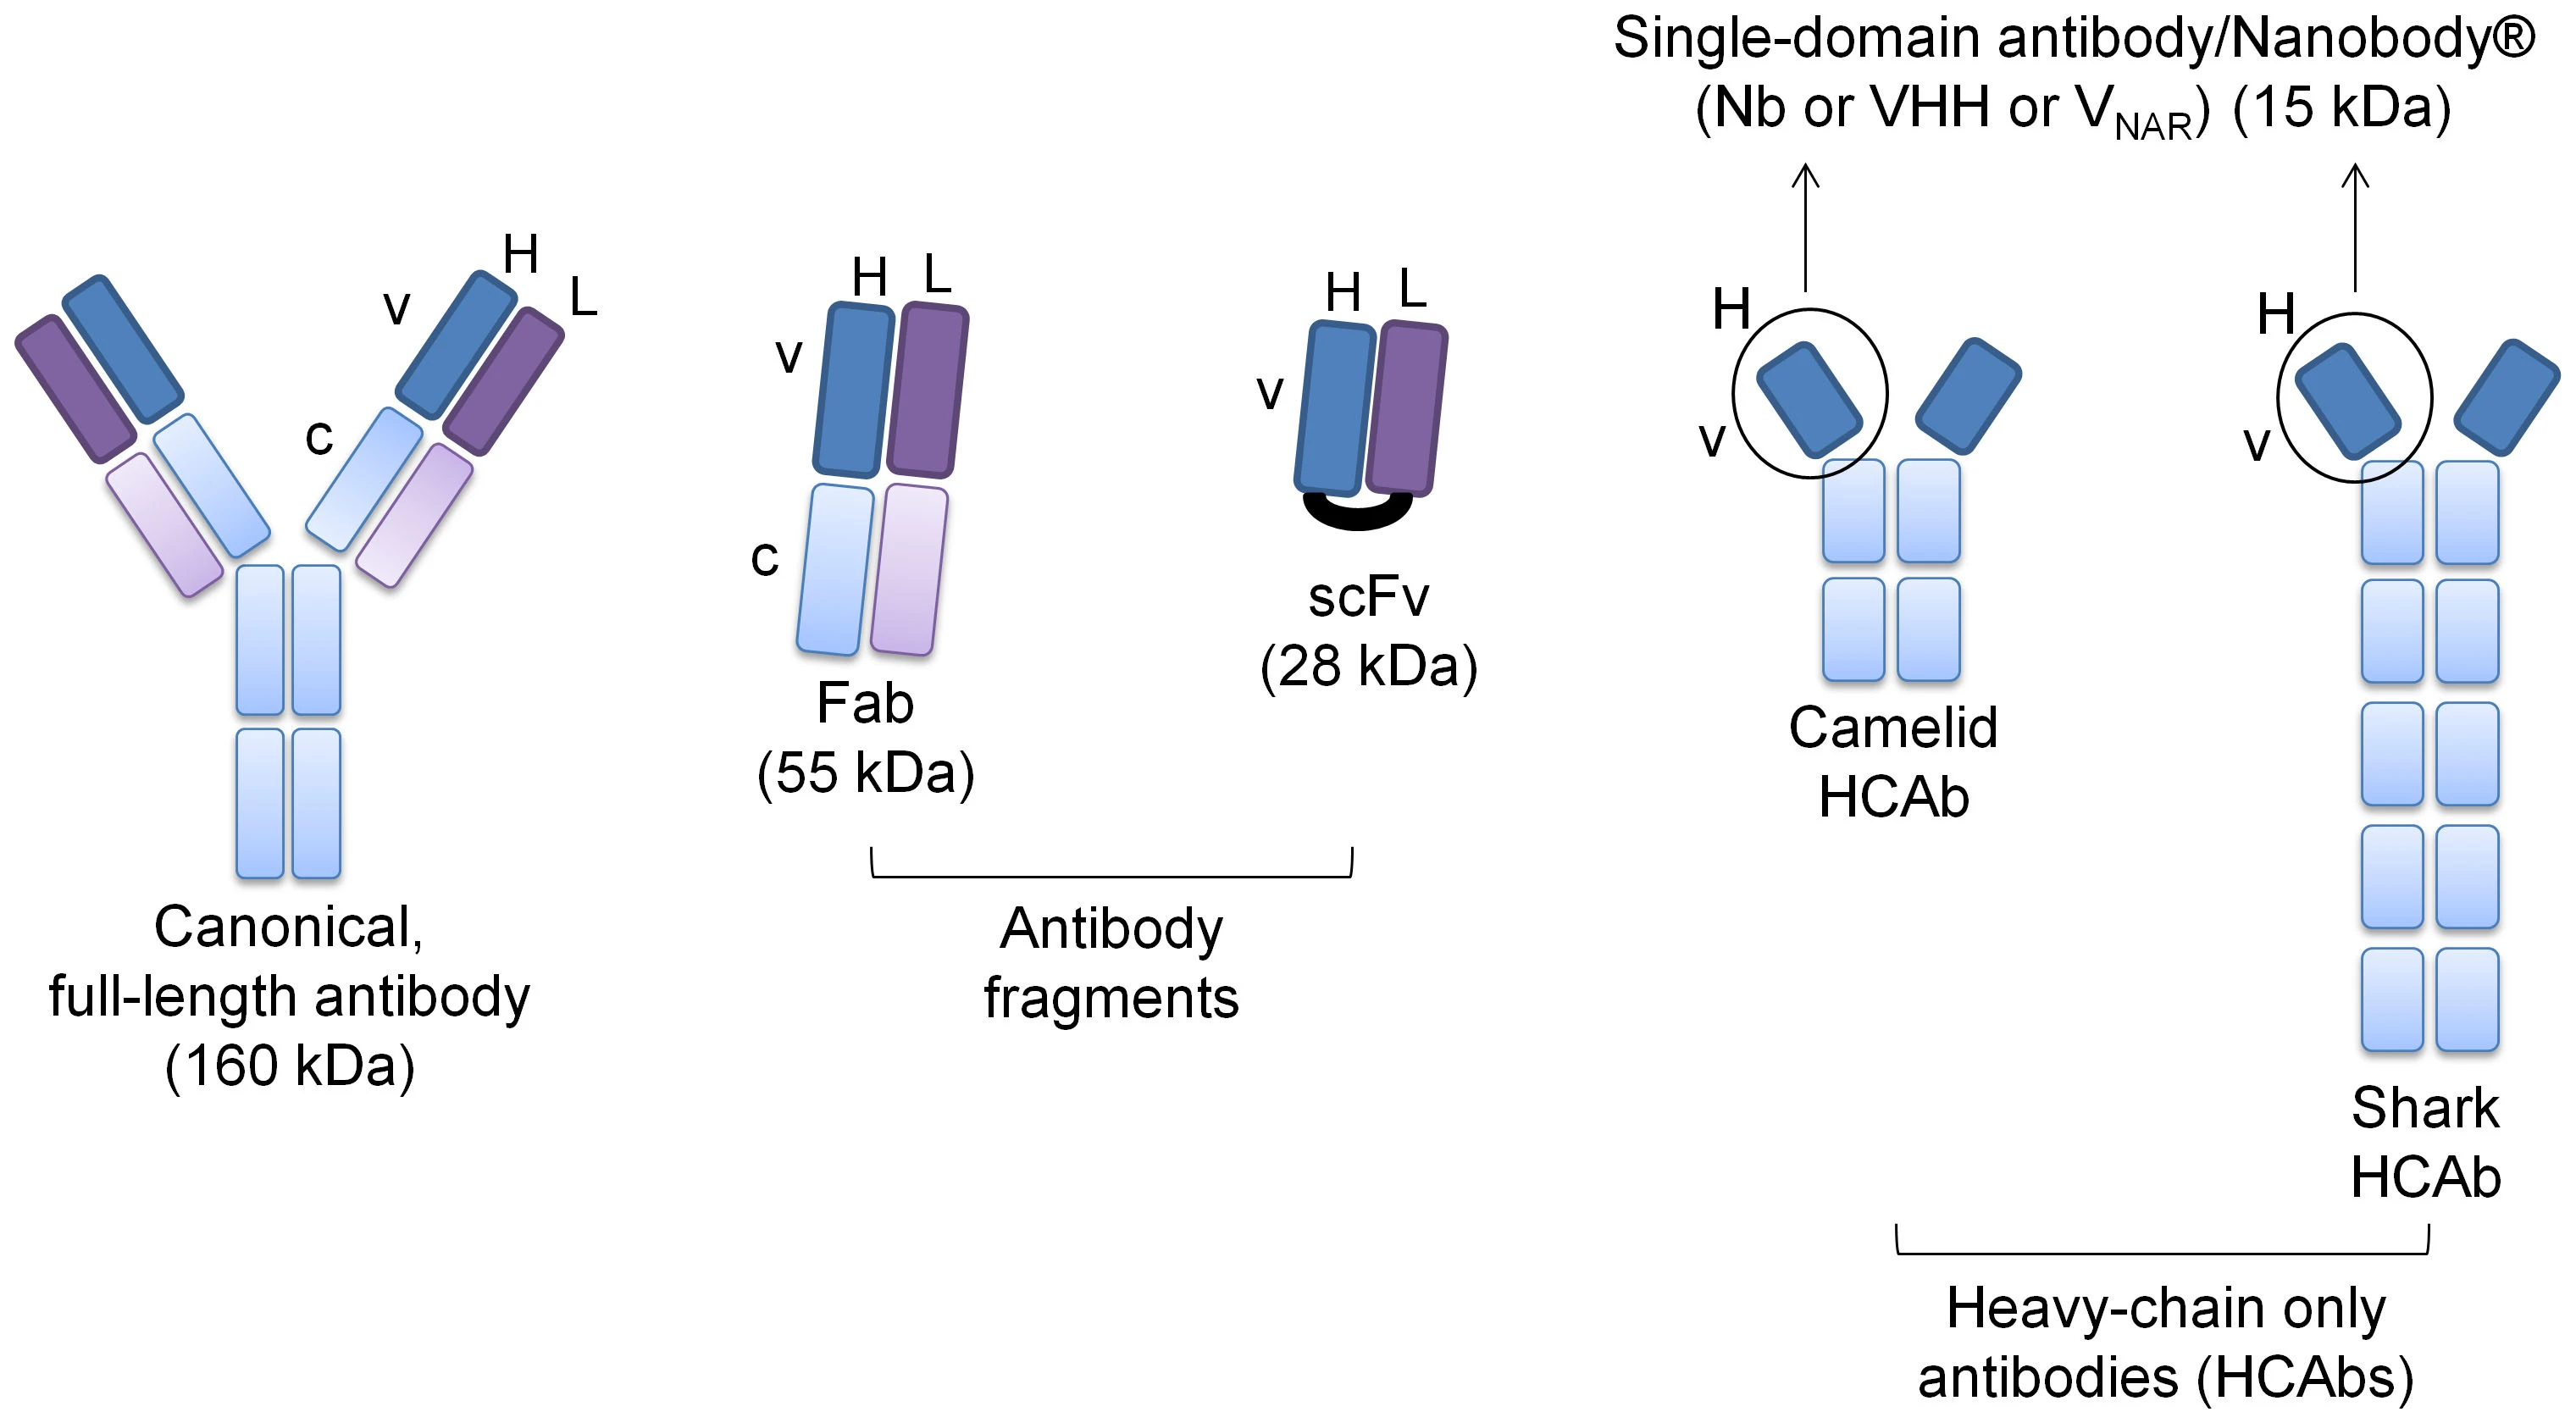 Single-domain antibody/Nanobody®
(Nb or VHH or VNAR) (15 kDa)
H
L
v
c
Canonical,
full-length antibody
(160 kDa)
H L
v
c
Fab
(55 kDa)
H L
v
scFv
(28 kDa)
Antibody
fragments
H
v
Camelid
HCAb
H
v
Shark
HCAb
Heavy-chain only
antibodies (HCAbs)